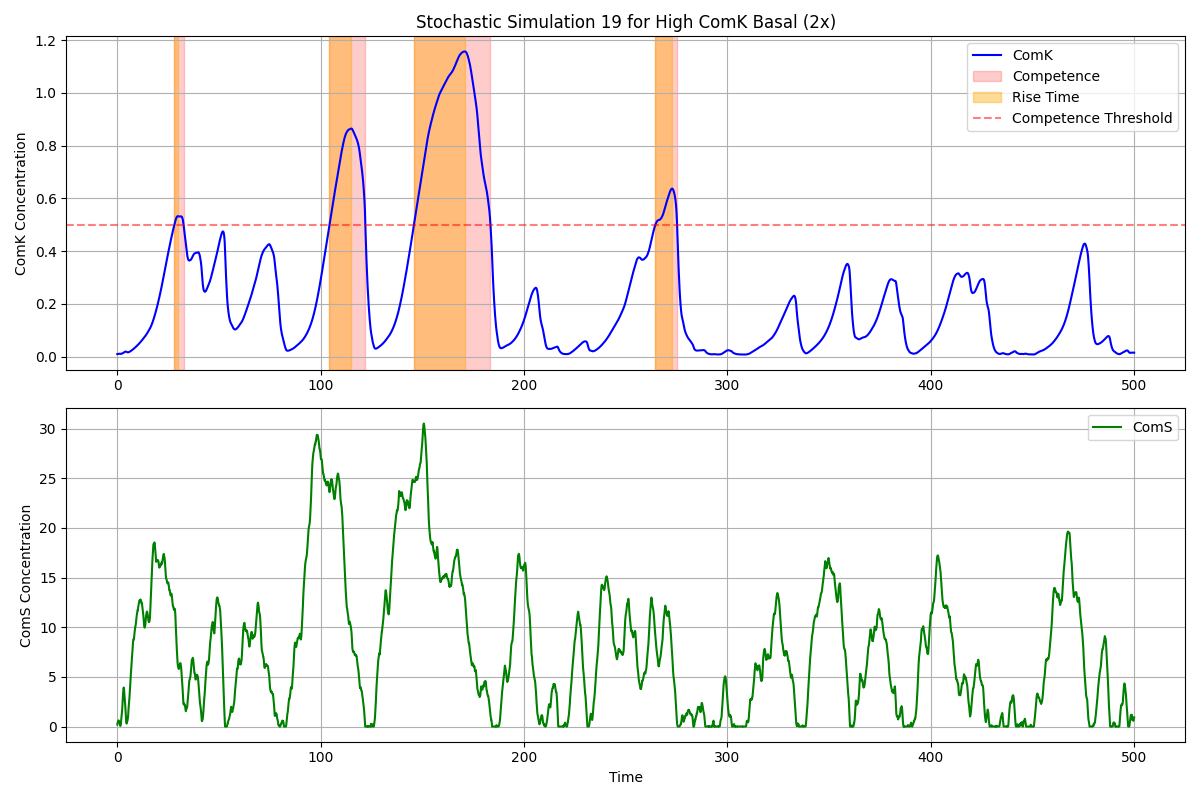 Stochastic Simulation 19 for High ComK Basal (2x)
ComK Concentration
1.2
1.0
0.8
0.6
0.4
0.2
0.0
ComK
Competence
Rise Time
Competence Threshold
0 100 200 300 400 500
ComS Concentration
30
25
20
15
10
5
0
ComS
0 100 200 300 400 500
Time